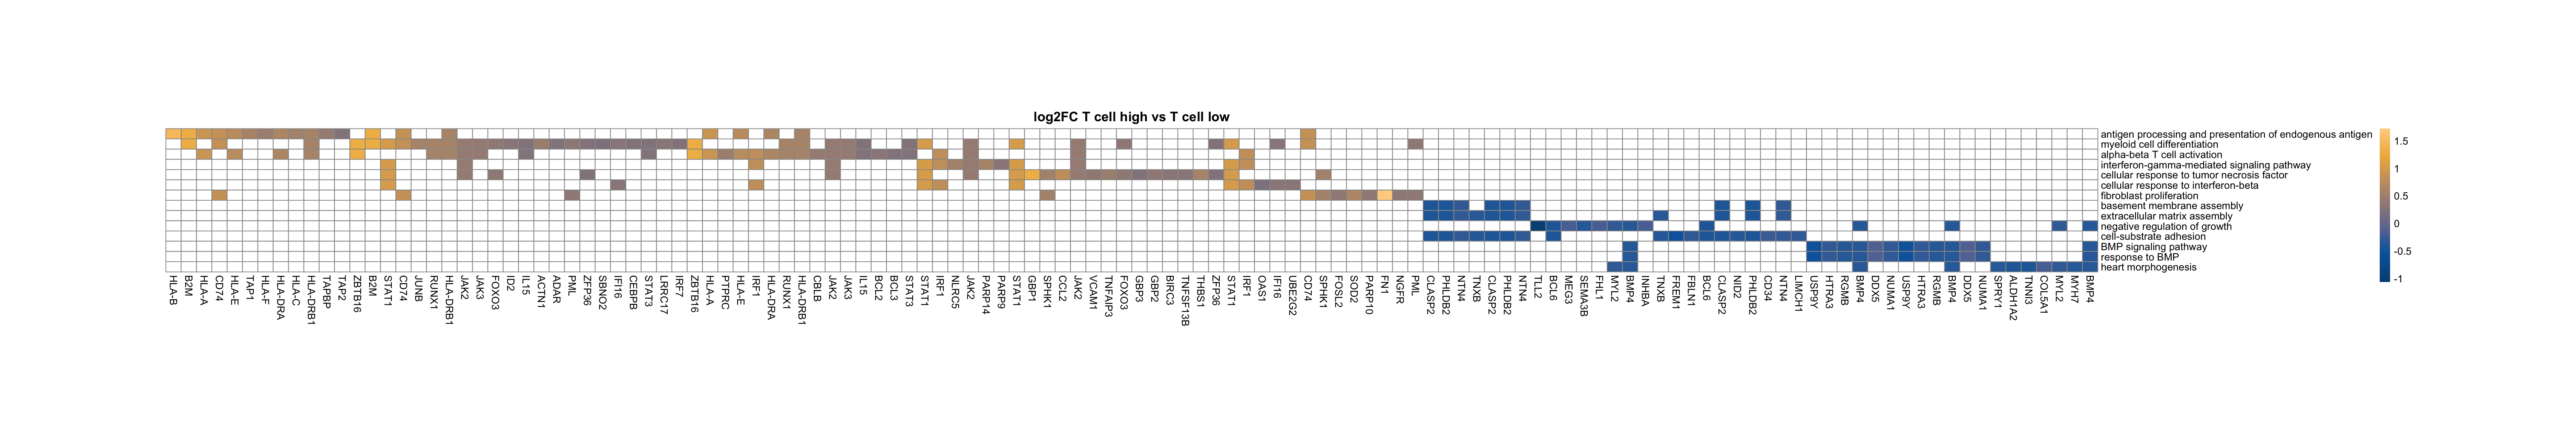 log2FC T cell high vs T cell low
antigen processing and presentation of endogenous antigen
myeloid cell differentiation
alpha-beta T cell activation
interferon-gamma-mediated signaling pathway
cellular response to tumor necrosis factor
cellular response to interferon-beta
fibroblast proliferation
basement membrane assembly
extracellular matrix assembly
negative regulation of growth
cell-substrate adhesion
BMP signaling pathway
response to BMP
heart morphogenesis
1.5
1
0.5
0
-0.5
-1
HLA-B
B2M
HLA-A
CD74
HLA-E
TAP1
HLA-F
HLA-DRA
HLA-C
HLA-DRB1
TAPBP
TAP2
ZBTB16
B2M
STAT1
CD74
JUNB
RUNX1
HLA-DRB1
JAK2
JAK3
FOXO3
ID2
IL15
ACTN1
ADAR
PML
ZFP36
SBNO2
IFI16
CEBPB
STAT3
LRRC17
IRF7
ZBTB16
HLA-A
PTPRC
HLA-E
IRF1
HLA-DRA
RUNX1
HLA-DRB1
CBLB
JAK2
JAK3
IL15
BCL2
BCL3
STAT3
STAT1
IRF1
NLRC5
JAK2
PARP14
PARP9
STAT1
GBP1
SPHK1
CCL2
JAK2
VCAM1
TNFAIP3
FOXO3
GBP3
GBP2
BIRC3
TNFSF13B
THBS1
ZFP36
STAT1
IRF1
OAS1
IFI16
UBE2G2
CD74
SPHK1
FOSL2
SOD2
PARP10
FN1
NGFR
PML
CLASP2
PHLDB2
NTN4
TNXB
CLASP2
PHLDB2
NTN4
TLL2
BCL6
MEG3
SEMA3B
FHL1
MYL2
BMP4
INHBA
TNXB
FREM1
FBLN1
BCL6
CLASP2
NID2
PHLDB2
CD34
NTN4
LIMCH1
USP9Y
HTRA3
RGMB
BMP4
DDX5
NUMA1
USP9Y
HTRA3
RGMB
BMP4
DDX5
NUMA1
SPRY1
ALDH1A2
TNNI3
COL5A1
MYL2
MYH7
BMP4